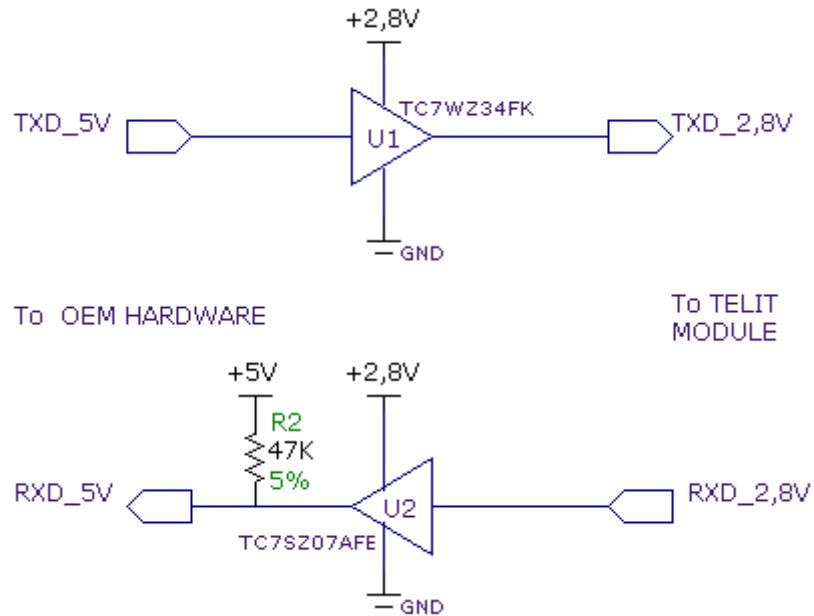 +2,8V
TC7WZ34FK
TXD_5V
U1
TXD_2,8V
GND
To OEM HARDWARE
To TELIT
MODULE
+5V
+2,8V
R2
47K
5%
RXD_5V
U2
RXD_2,8V
TC7SZ07AFE
GND